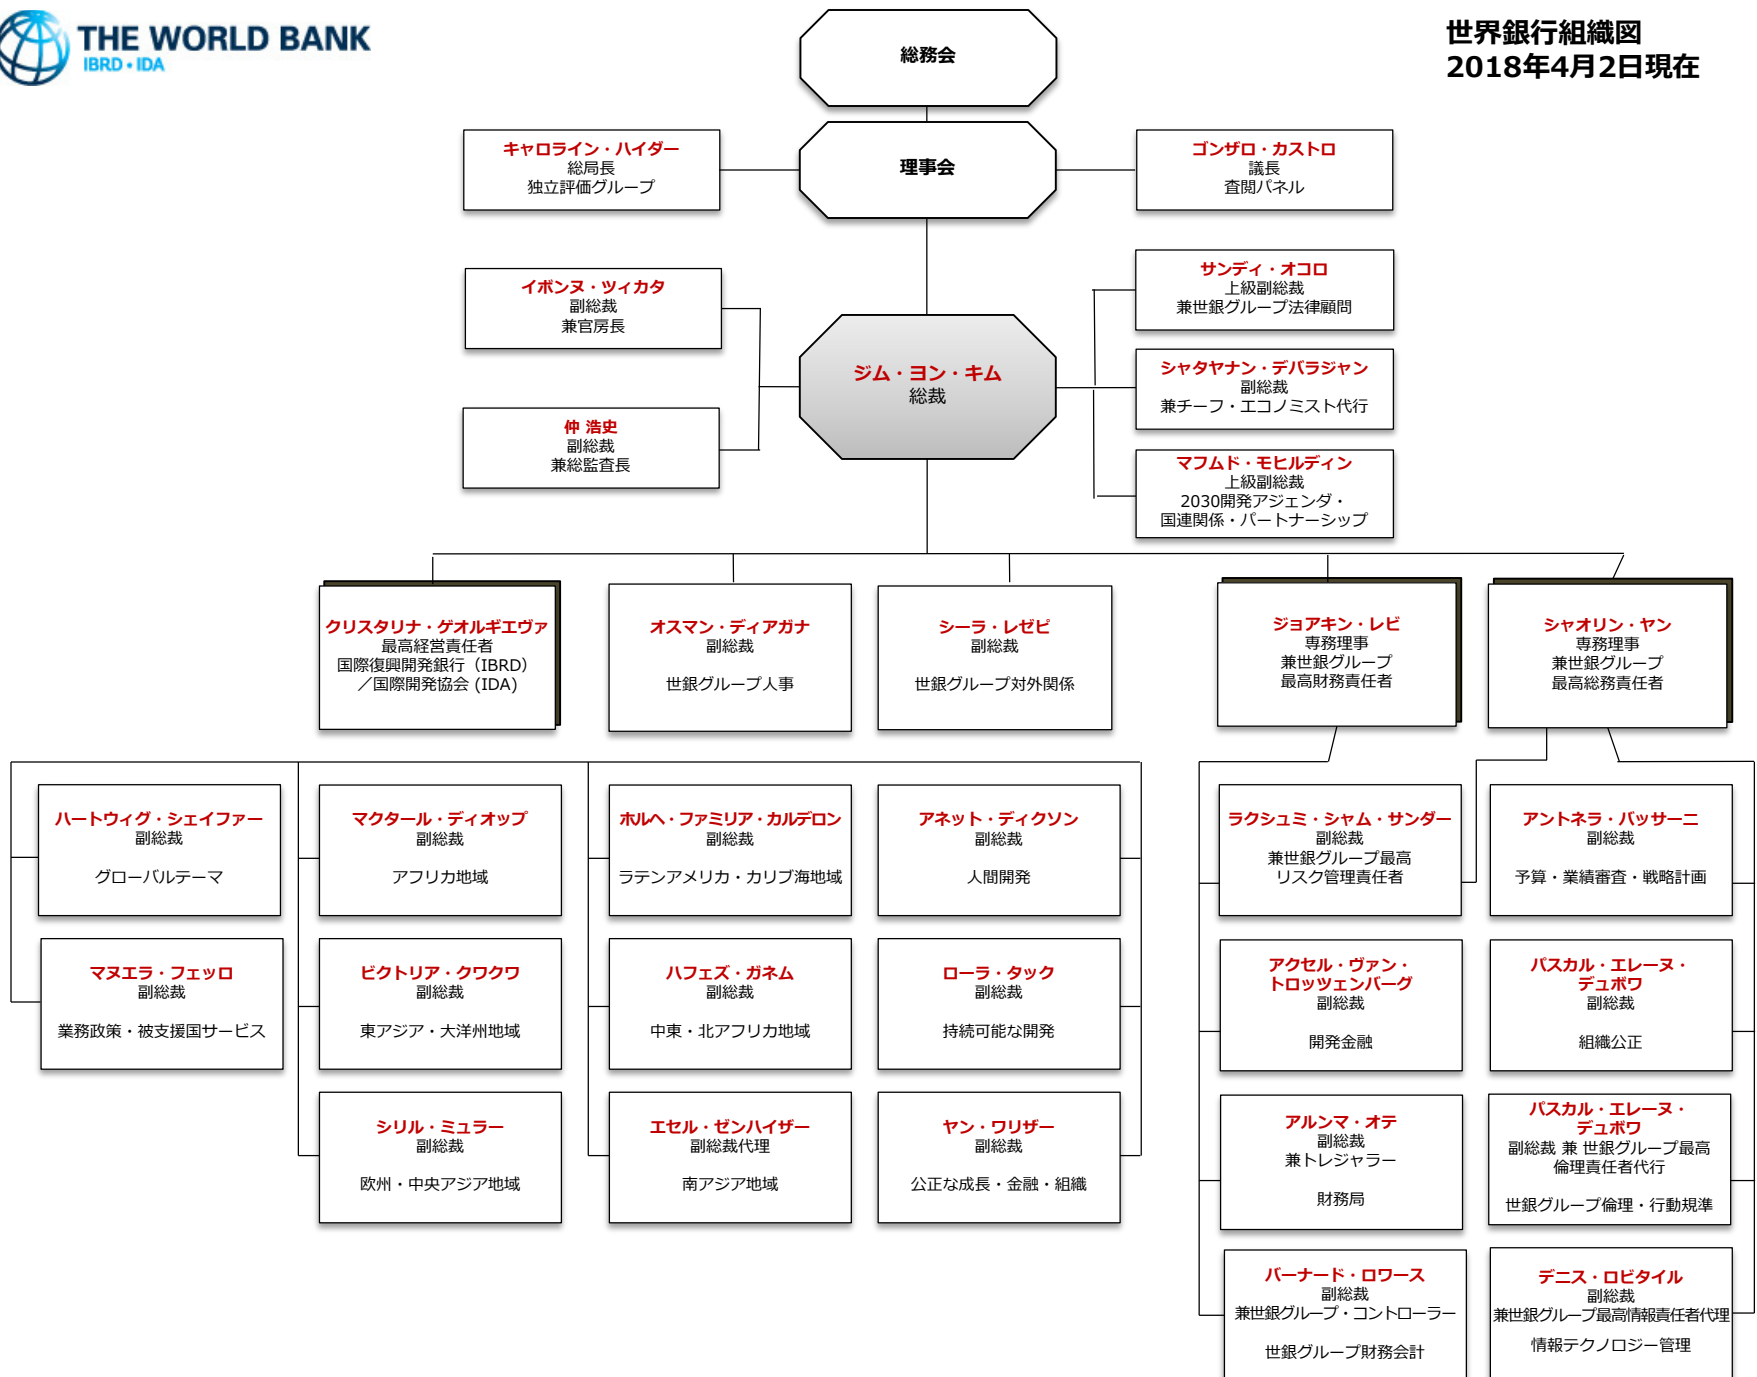 THE WORLD BANK
IBRD • IDA
世界銀行組織図
2018年4月2日現在
総務会
キャロライン・ハイダー
総局長
独立評価グループ
理事会
ゴンザロ・カストロ
議長
査閲パネル
イボンヌ・ツィカタ
副総裁
兼官房長
サンディ・オコロ
上級副総裁
兼世銀グループ法律顧問
ジム・ヨン・キム
総裁
シャタヤナン・デバラジャン
副総裁
兼チーフ・エコノミスト代行
仲 浩史
副総裁
兼総監査長
マフムド・モヒルディン
上級副総裁
2030開発アジェンダ・
国連関係・パートナーシップ
クリスタリナ・ゲオルギエヴァ
最高経営責任者
国際復興開発銀行（IBRD）
／国際開発協会 (IDA)
オスマン・ディアガナ
副総裁
世銀グループ人事
シーラ・レゼピ
副総裁
世銀グループ対外関係
ジョアキン・レビ
専務理事
兼世銀グループ
最高財務責任者
シャオリン・ヤン
専務理事
兼世銀グループ
最高総務責任者
ハートウィグ・シェイファー
副総裁
グローバルテーマ
マクタール・ディオップ
副総裁
アフリカ地域
ホルヘ・ファミリア・カルデロン
副総裁
ラテンアメリカ・カリブ海地域
アネット・ディクソン
副総裁
人間開発
ラクシュミ・シャム・サンダー
副総裁
兼世銀グループ最高
リスク管理責任者
アントネラ・バッサーニ
副総裁
予算・業績審査・戦略計画
マヌエラ・フェッロ
副総裁
業務政策・被支援国サービス
ビクトリア・クワクワ
副総裁
東アジア・大洋州地域
ハフェズ・ガネム
副総裁
中東・北アフリカ地域
ローラ・タック
副総裁
持続可能な開発
アクセル・ヴァン・
トロッツェンバーグ
副総裁
開発金融
パスカル・エレーヌ・
デュボワ
副総裁
組織公正
シリル・ミュラー
副総裁
欧州・中央アジア地域
エセル・ゼンハイザー
副総裁代理
南アジア地域
ヤン・ワリザー
副総裁
公正な成長・金融・組織
アルンマ・オテ
副総裁
兼トレジャラー
財務局
パスカル・エレーヌ・
デュボワ
副総裁 兼 世銀グループ最高
倫理責任者代行
世銀グループ倫理・行動規準
バーナード・ロワース
副総裁
兼世銀グループ・コントローラー
世銀グループ財務会計
デニス・ロビタイル
副総裁
兼世銀グループ最高情報責任者代理
情報テクノロジー管理